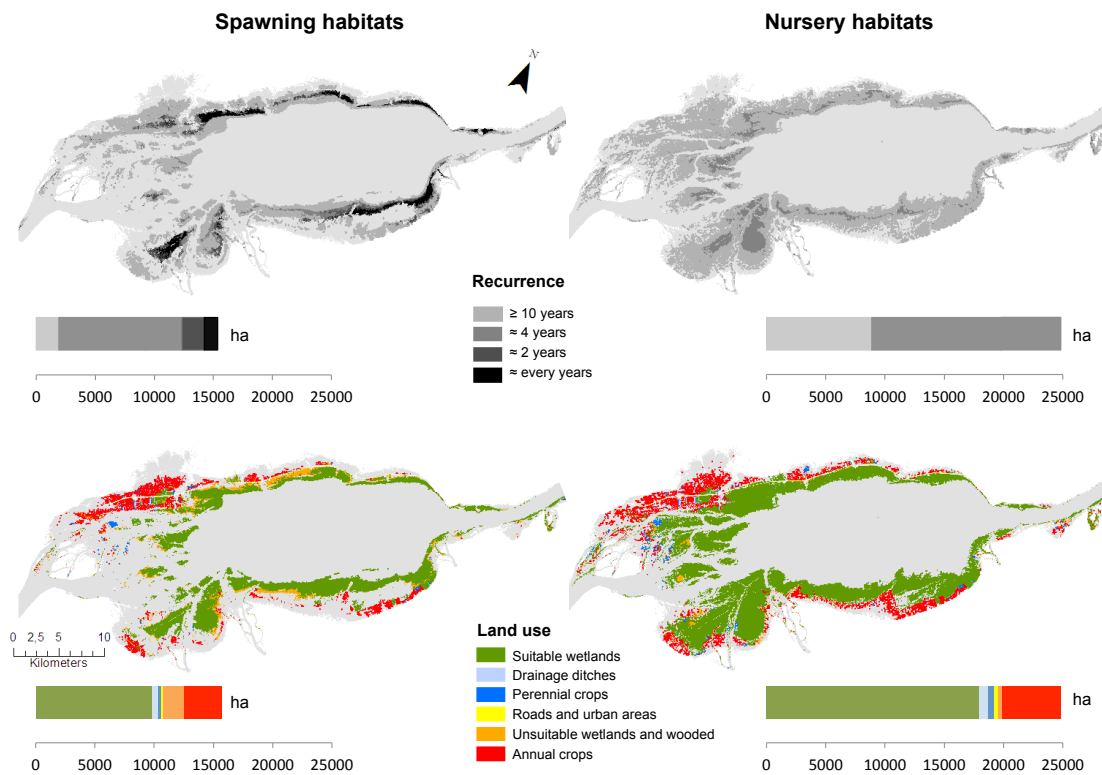 Spawning habitats
Nursery habitats
N
Recurrence
≥ 10 years
≈ 4 years
≈ 2 years
≈ every years
ha
0 5000 10000 15000 20000 25000
ha
0 5000 10000 15000 20000 25000
0 2,5 5 10
Kilometers
Land use
Suitable wetlands
Drainage ditches
Perennial crops
Roads and urban areas
Unsuitable wetlands and wooded
Annual crops
ha
0 5000 10000 15000 20000 25000
ha
0 5000 10000 15000 20000 25000